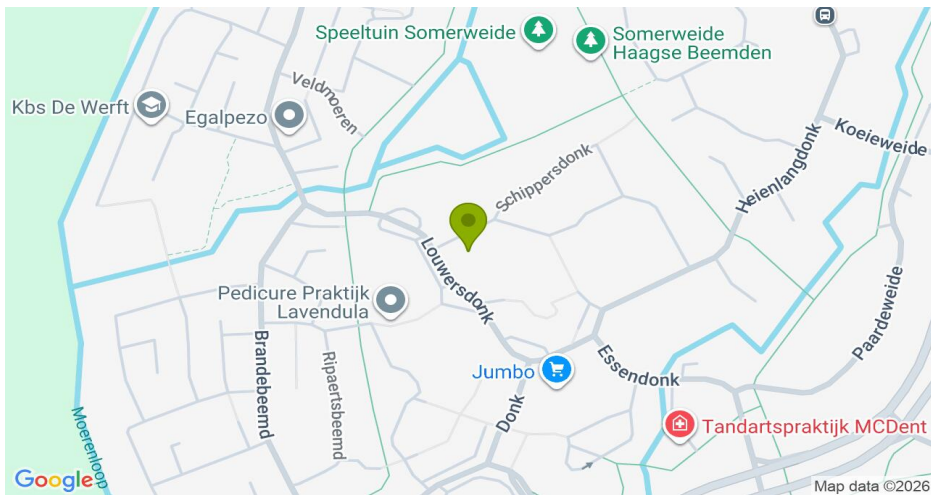 Speeltuin Somerweide
Somerweide
Haagse Beemden
Veldmoeren
Kbs De Werft
Egalpezo
Koeieweide
Schippersdonk
Heienlangdonk
Louwersdonk
Pedicure Praktijk
Lavendula
Paardeweide
Brandebeemd
Ripaertsbeemd
Essendonk
Jumbo
Donk
Moerenloop
Tandartspraktijk MCDent
Google
Map data ©2026